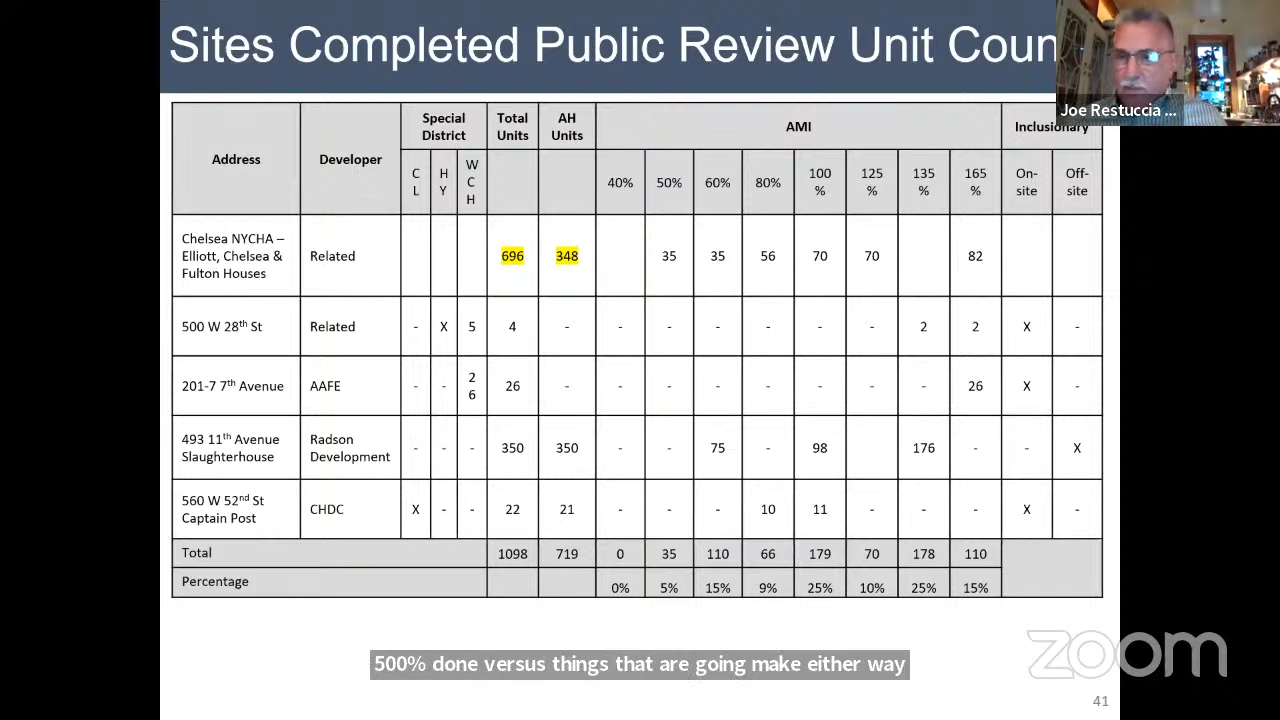 Sites Completed Public Review Unit Coun
Joe Restuccia ...
Address Developer Special District Total Units AH Units AMI Inclusionary
CL HY WCH 40% 50% 60% 80% 100% 125% 135% 165% On-site Off-site
Chelsea NYCHA – Elliott, Chelsea & Fulton Houses Related 696 348 35 35 56 70 70 82
500 W 28th St Related - X 5 4 - - - - - - - 2 2 X -
201-7 7th Avenue AAFE - - 26 26 - - - - - - - - 26 X -
493 11th Avenue Slaughterhouse Radson Development - - - 350 350 - - 75 - 98 176 - - X
560 W 52nd St Captain Post CHDC X - - 22 21 - - - 10 11 - - - X -
Total 1098 719 0 35 110 66 179 70 178 110
Percentage 0% 5% 15% 9% 25% 10% 25% 15%
500% done versus things that are going make either way
zoom
41